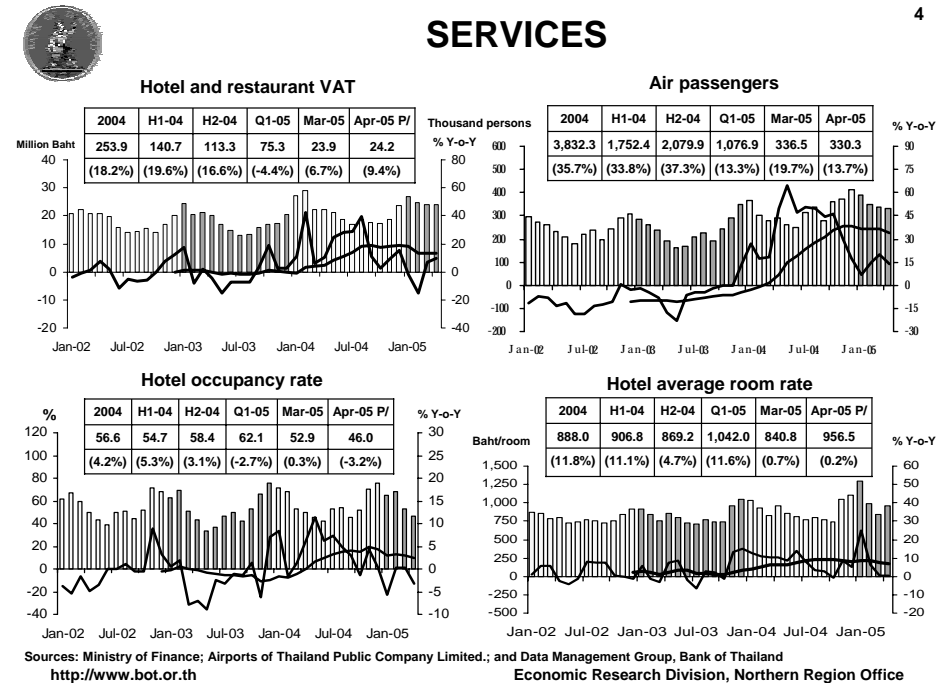 4
SERVICES
Hotel and restaurant VAT
2004 H1-04 H2-04 Q1-05 Mar-05 Apr-05 P/
253.9 140.7 113.3 75.3 23.9 24.2
(18.2%) (19.6%) (16.6%) (-4.4%) (6.7%) (9.4%)
Million Baht
% Y-o-Y
40
30
20
10
0
-10
-20
80
60
40
20
0
-20
-40
Jan-02 Jul-02 Jan-03 Jul-03 Jan-04 Jul-04 Jan-05
Air passengers
2004 H1-04 H2-04 Q1-05 Mar-05 Apr-05
3,832.3 1,752.4 2,079.9 1,076.9 336.5 330.3
(35.7%) (33.8%) (37.3%) (13.3%) (19.7%) (13.7%)
Thousand persons
% Y-o-Y
600
500
400
300
200
100
0
-100
-200
90
75
60
45
30
15
0
-15
-30
Jan-02 Jul-02 Jan-03 Jul-03 Jan-04 Jul-04 Jan-05
Hotel occupancy rate
2004 H1-04 H2-04 Q1-05 Mar-05 Apr-05 P/
56.6 54.7 58.4 62.1 52.9 46.0
(4.2%) (5.3%) (3.1%) (-2.7%) (0.3%) (-3.2%)
%
% Y-o-Y
120
100
80
60
40
20
0
-20
-40
30
25
20
15
10
5
0
-5
-10
Jan-02 Jul-02 Jan-03 Jul-03 Jan-04 Jul-04 Jan-05
Hotel average room rate
2004 H1-04 H2-04 Q1-05 Mar-05 Apr-05 P/
888.0 906.8 869.2 1,042.0 840.8 956.5
(11.8%) (11.1%) (4.7%) (11.6%) (0.7%) (0.2%)
Baht/room
% Y-o-Y
1,500
1,250
1,000
750
500
250
0
-250
-500
60
50
40
30
20
10
0
-10
-20
Jan-02 Jul-02 Jan-03 Jul-03 Jan-04 Jul-04 Jan-05
Sources: Ministry of Finance; Airports of Thailand Public Company Limited.; and Data Management Group, Bank of Thailand
http://www.bot.or.th
Economic Research Division, Northern Region Office